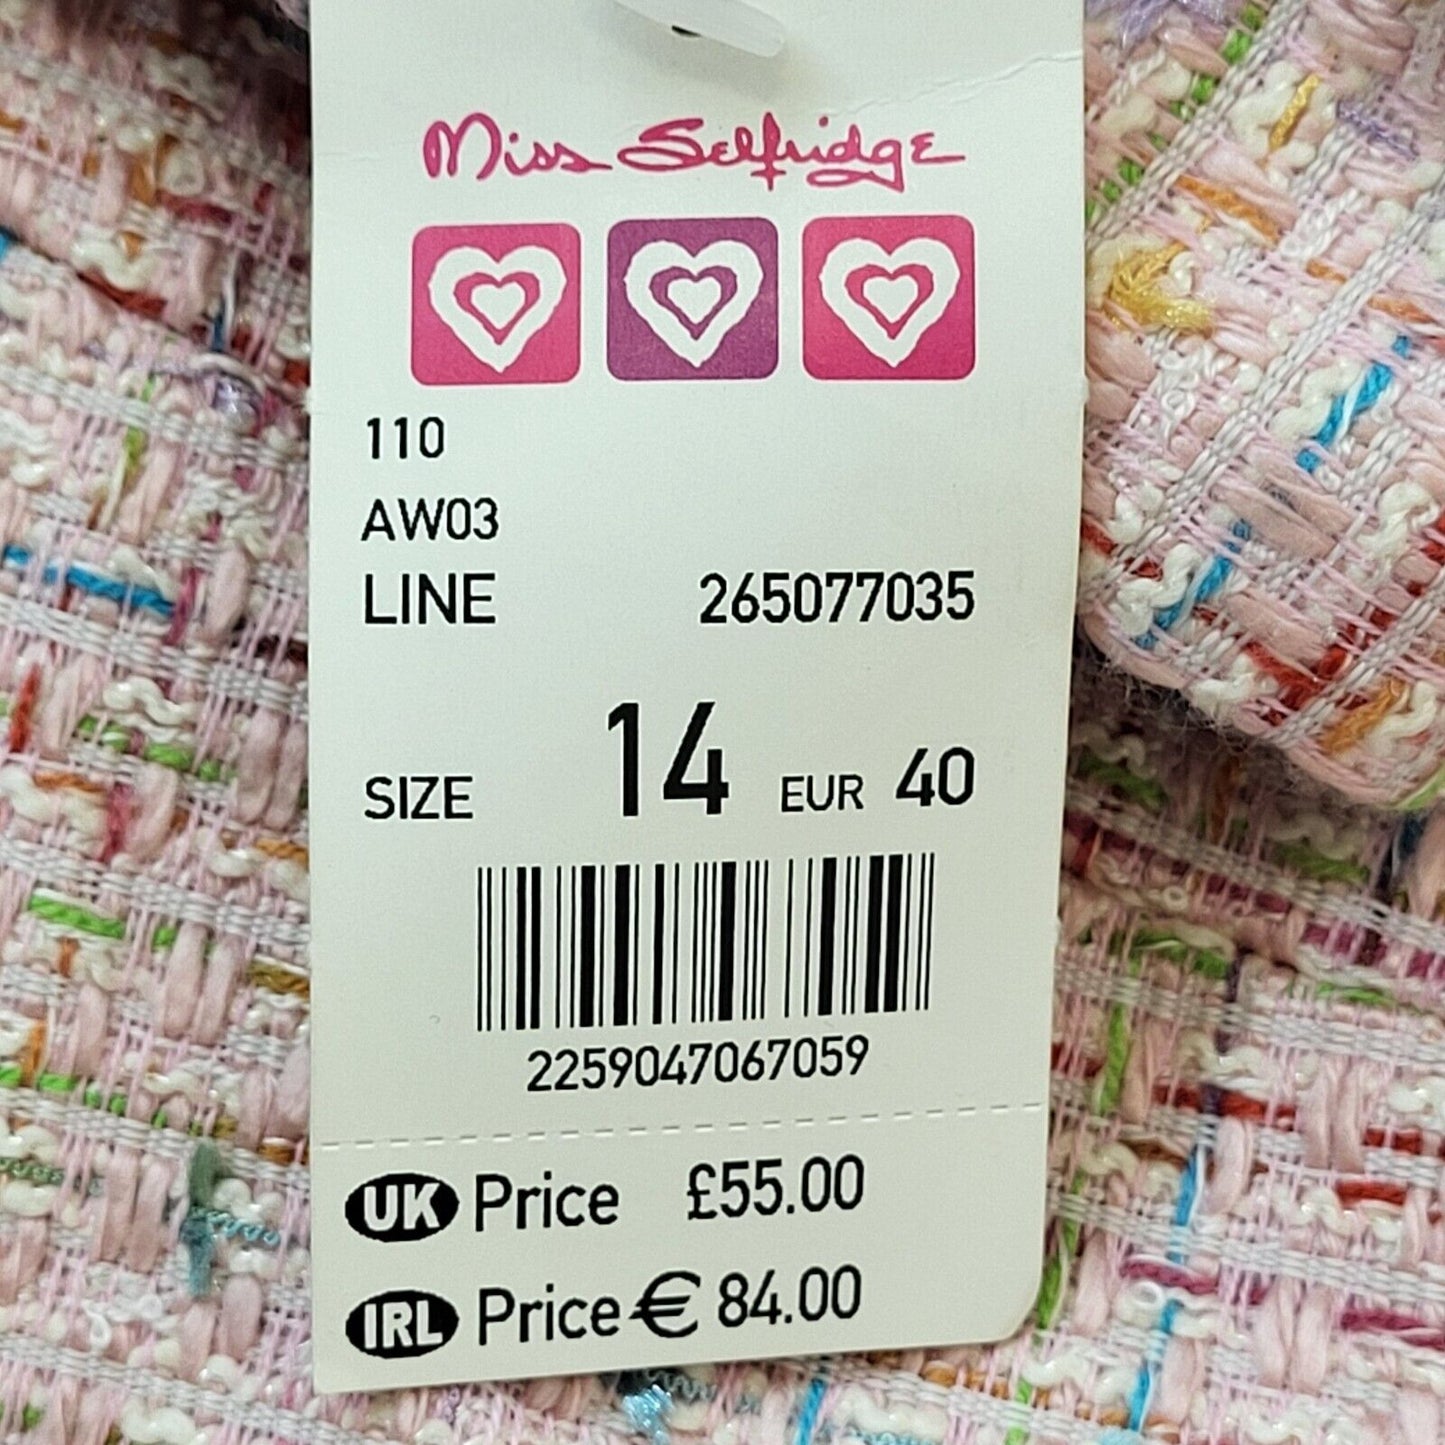 Miss Selfridge
110
AW03
LINE 265077035
SIZE 14 EUR 40
2259047067059
UK Price £55.00
IRL Price € 84.00